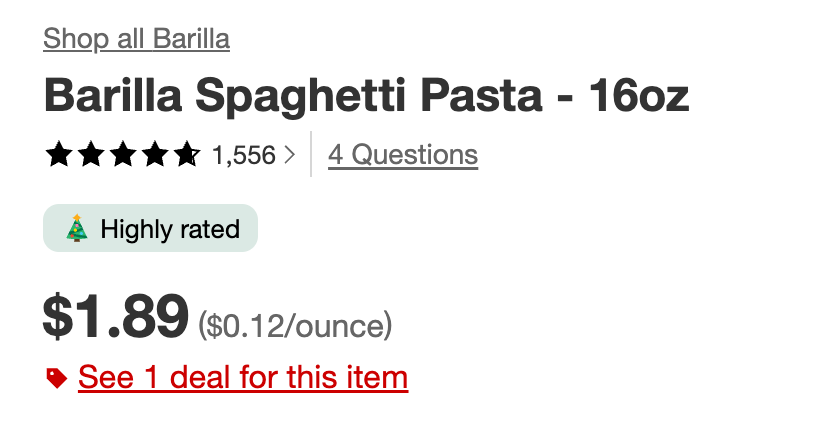 Shop all Barilla
Barilla Spaghetti Pasta - 16oz
1,556
4 Questions
Highly rated
$1.89 ($0.12/ounce)
See 1 deal for this item